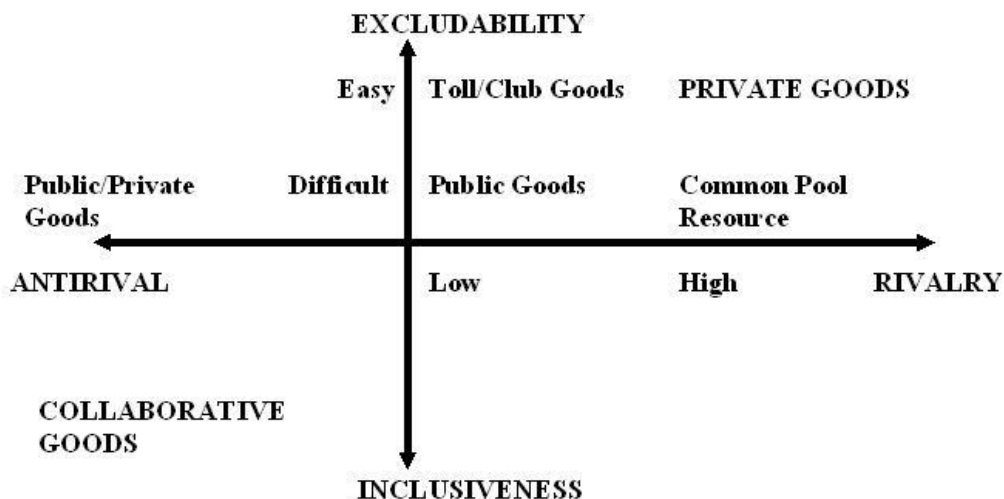 EXCLUDABILITY
Easy Toll/Club Goods PRIVATE GOODS
Public/Private Difficult Public Goods Common Pool
Goods Resource
ANTIRIVAL Low High RIVALRY
COLLABORATIVE
GOODS
INCLUSIVENESS